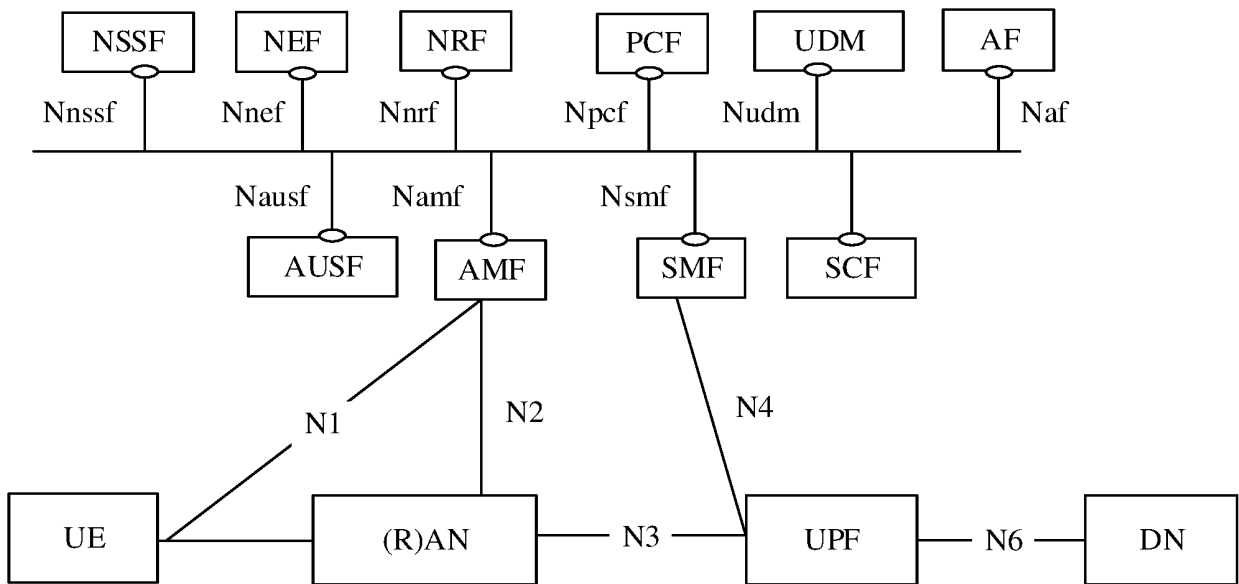 NSSF NEF NRF PCF UDM AF
Nnssf Nnef Nnrf Npcf Nudm Naf
Nausf Namf Nsmf
AUSF AMF SMF SCF
N1 N2 N4
UE (R)AN N3 UPF N6 DN